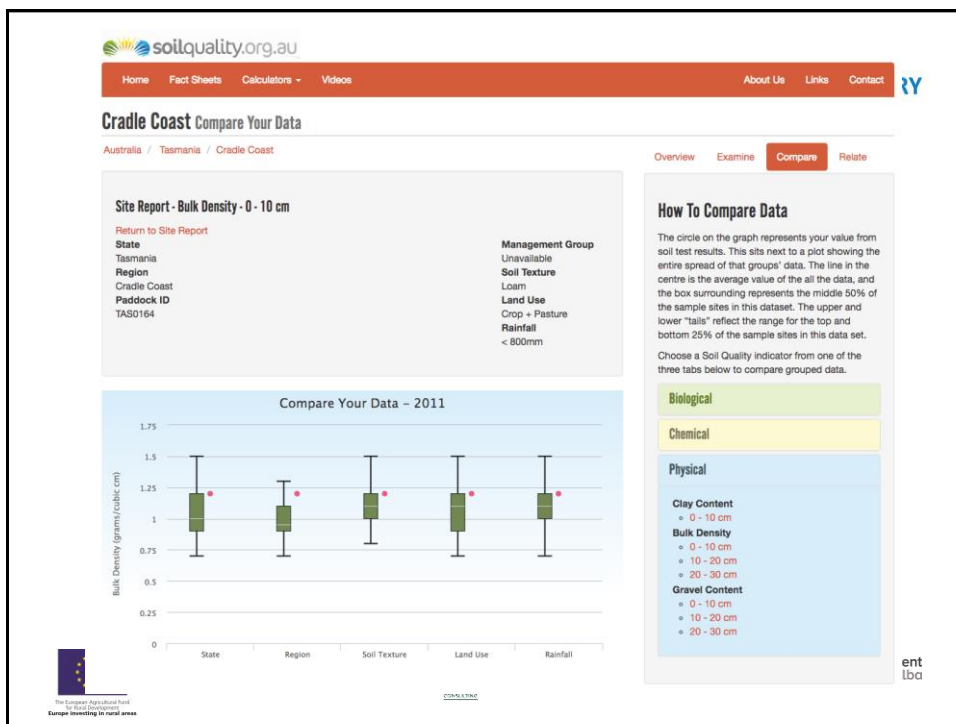 soilquality.org.au
Home Fact Sheets Calculators Videos About Us Links Contact
RY
Cradle Coast Compare Your Data
Australia / Tasmania / Cradle Coast
Overview Examine Compare Relate
Site Report - Bulk Density - 0 - 10 cm
Return to Site Report
State
Tasmania
Region
Cradle Coast
Paddock ID
TAS0164
Management Group
Unavailable
Soil Texture
Loam
Land Use
Crop + Pasture
Rainfall
< 800mm
How To Compare Data
The circle on the graph represents your value from
soil test results. This sits next to a plot showing the
entire spread of that groups' data. The line in the
centre is the average value of the all the data, and
the box surrounding represents the middle 50% of
the sample sites in this dataset. The upper and
lower "tails" reflect the range for the top and
bottom 25% of the sample sites in this data set.
Choose a Soil Quality indicator from one of the
three tabs below to compare grouped data.
Biological
Chemical
Physical
Clay Content
0 - 10 cm
Bulk Density
0 - 10 cm
10 - 20 cm
20 - 30 cm
Gravel Content
0 - 10 cm
10 - 20 cm
20 - 30 cm
Compare Your Data – 2011
Bulk Density (grams/cubic cm)
1.75
1.5
1.25
1
0.75
0.5
0.25
0
State Region Soil Texture Land Use Rainfall
The European Agricultural Fund
for Rural Development
Europe investing in rural areas
CONSULTING
ent
lba